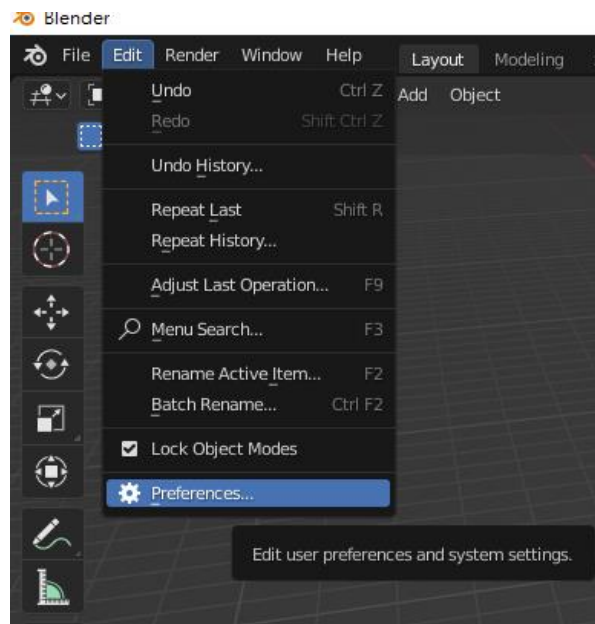 Blender
File Edit Render Window Help Layout Modeling
Add Object
Undo Ctrl Z
Redo Shift Ctrl Z
Undo History...
Repeat Last Shift R
Repeat History...
Adjust Last Operation... F9
Menu Search... F3
Rename Active Item... F2
Batch Rename... Ctrl F2
Lock Object Modes
Preferences...
Edit user preferences and system settings.